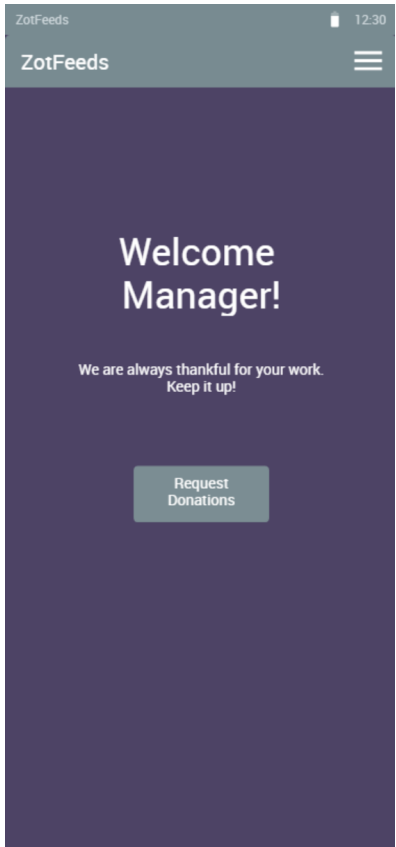 ZotFeeds 12:30
ZotFeeds
Welcome
Manager!
We are always thankful for your work.
Keep it up!
Request
Donations